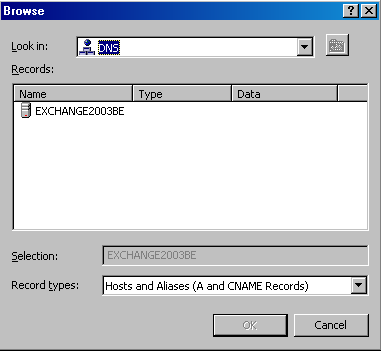 Browse
Look in: DNS
Records:
Name Type Data
EXCHANGE2003BE
Selection: EXCHANGE2003BE
Record types: Hosts and Aliases (A and CNAME Records)
OK Cancel